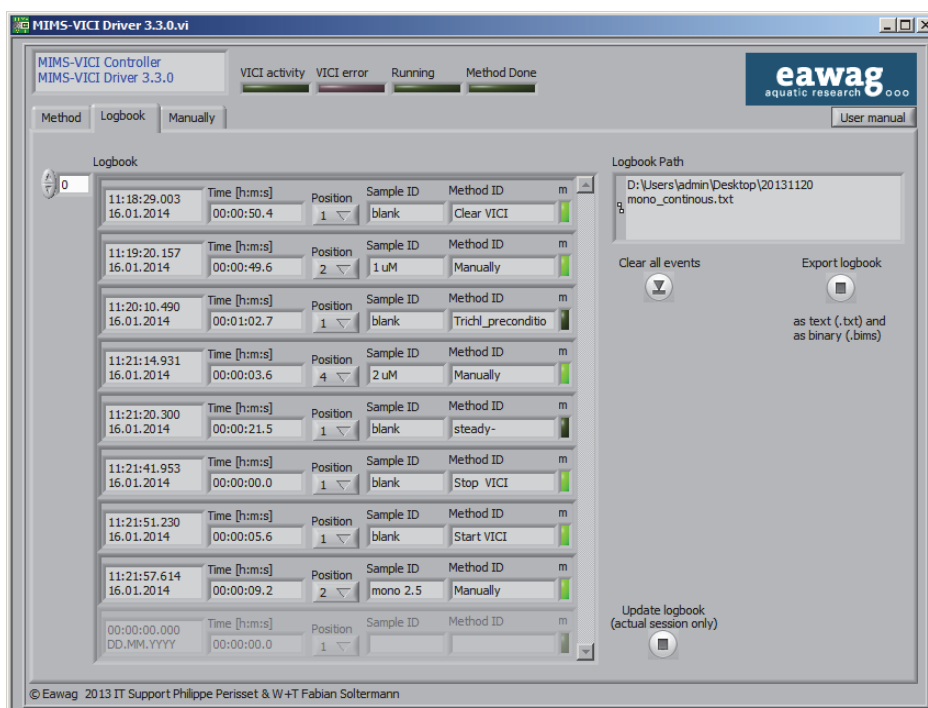 MIMS-VICI Driver 3.3.0.vi
MIMS-VICI Controller
MIMS-VICI Driver 3.3.0
VICI activity VICI error Running Method Done
eawag
aquatic research ooo
Method Logbook Manually
User manual
Logbook
0
11:18:29.003
16.01.2014
Time [h:m:s] Position Sample ID Method ID m
00:00:50.4 1 blank Clear VICI
11:19:20.157
16.01.2014
Time [h:m:s] Position Sample ID Method ID m
00:00:49.6 2 1 uM Manually
11:20:10.490
16.01.2014
Time [h:m:s] Position Sample ID Method ID m
00:01:02.7 1 blank Trichl_preconditio
11:21:14.931
16.01.2014
Time [h:m:s] Position Sample ID Method ID m
00:00:03.6 4 2 uM Manually
11:21:20.300
16.01.2014
Time [h:m:s] Position Sample ID Method ID m
00:00:21.5 1 blank steady-
11:21:41.953
16.01.2014
Time [h:m:s] Position Sample ID Method ID m
00:00:00.0 1 blank Stop VICI
11:21:51.230
16.01.2014
Time [h:m:s] Position Sample ID Method ID m
00:00:05.6 1 blank Start VICI
11:21:57.614
16.01.2014
Time [h:m:s] Position Sample ID Method ID m
00:00:09.2 2 mono 2.5 Manually
00:00:00.000
DD.MM.YYYY
Time [h:m:s] Position Sample ID Method ID m
00:00:00.0 1
Logbook Path
D:\Users\admin\Desktop\20131120
mono_continous.txt
Clear all events
Export logbook
as text (.txt) and
as binary (.bims)
Update logbook
(actual session only)
© Eawag 2013 IT Support Philippe Perisset & W+T Fabian Soltermann